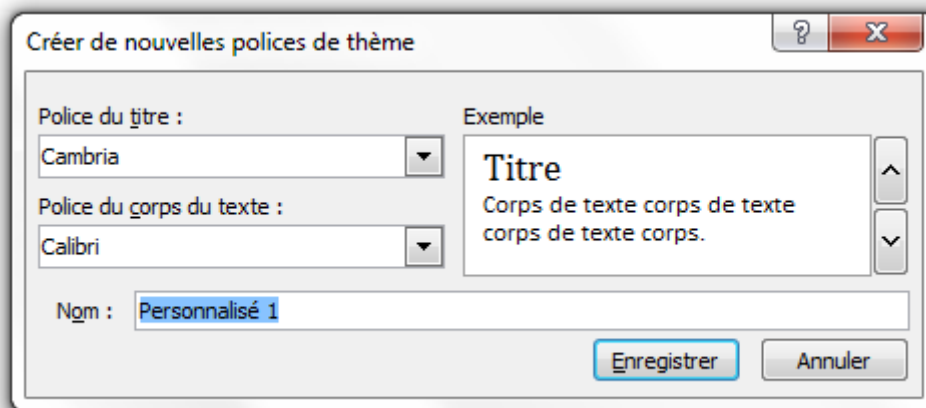 Créer de nouvelles polices de thème
Police du titre :
Cambria
Police du corps du texte :
Calibri
Exemple
Titre
Corps de texte corps de texte
corps de texte corps.
Nom :
Personnalisé 1
Enregistrer
Annuler